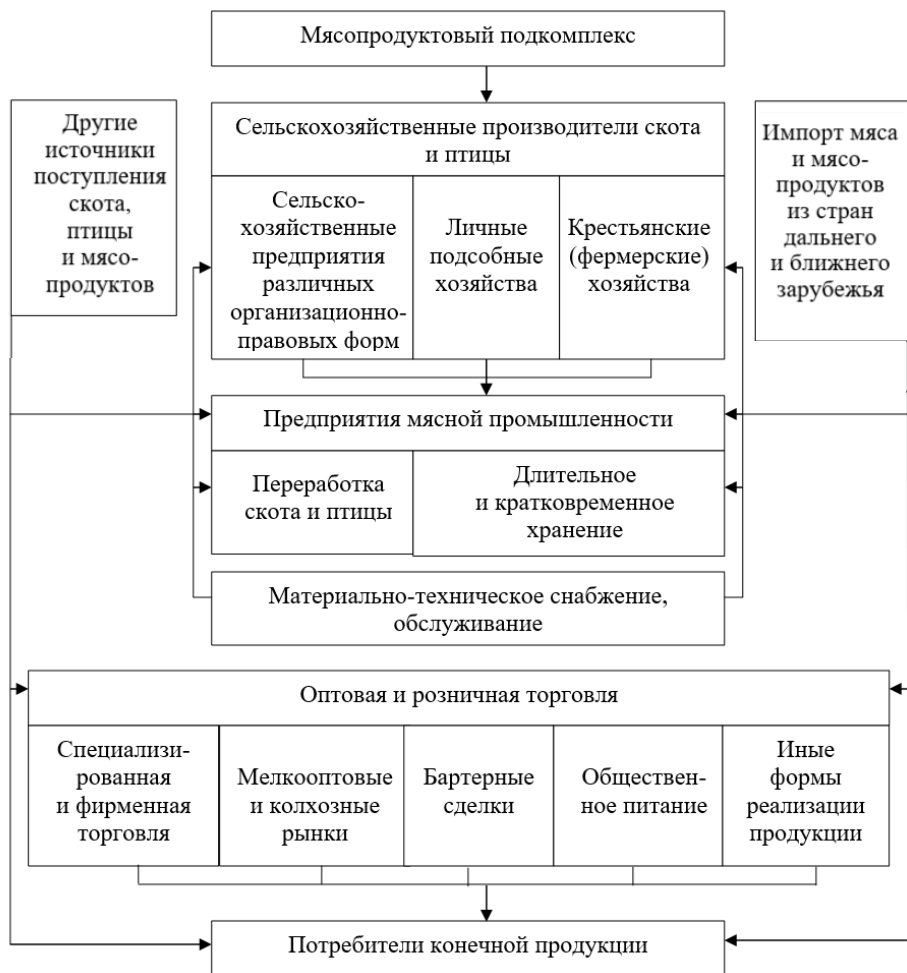 Мясопродуктовый подкомплекс
Другие
источники
поступления
скота,
птицы
и мясо-
продуктов
Сельскохозяйственные производители скота
и птицы
Сельско-
хозяйственные
предприятия
различных
организационно-
правовых форм
Личные
подсобные
хозяйства
Крестьянские
(фермерские)
хозяйства
Импорт мяса
и мясо-
продуктов
из стран
дальнего
и ближнего
зарубежья
Предприятия мясной промышленности
Переработка
скота и птицы
Длительное
и кратковременное
хранение
Материально-техническое снабжение,
обслуживание
Оптовая и розничная торговля
Специализи-
рованная
и фирменная
торговля
Мелкооптовые
и колхозные
рынки
Бартерные
сделки
Обществен-
ное питание
Иные
формы
реализации
продукции
Потребители конечной продукции